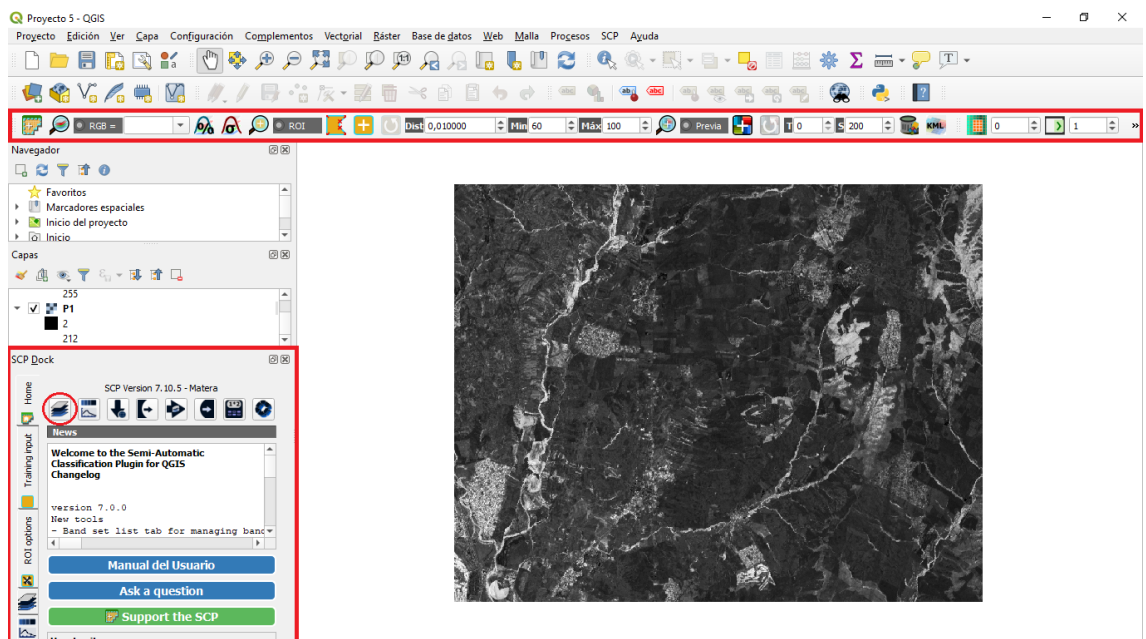 Proyecto 5 - QGIS
Proyecto Edición Ver Capa Configuración Complementos Vectorial Ráster Base de datos Web Malla Procesos SCP Ayuda
RGB = ROI Dist 0,010000 Min 60 Máx 100 Previa T 0 S 200 KML 0 1 »
Navegador
Favoritos
Marcadores espaciales
Inicio del proyecto
Inicio
Capas
255
P1
2
212
SCP Dock
SCP Version 7.10.5 - Matera
Home
Training input
ROI options
News
Welcome to the Semi-Automatic
Classification Plugin for QGIS
Changelog
version 7.0.0
New tools
- Band set list tab for managing band
Manual del Usuario
Ask a question
Support the SCP